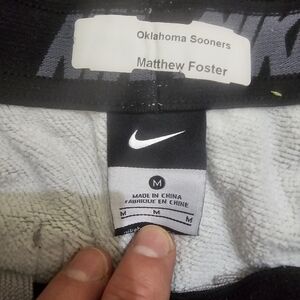 Oklahoma Sooners
Matthew Foster
M
MADE IN CHINA
FABRIQUÉ EN CHINE
M M M